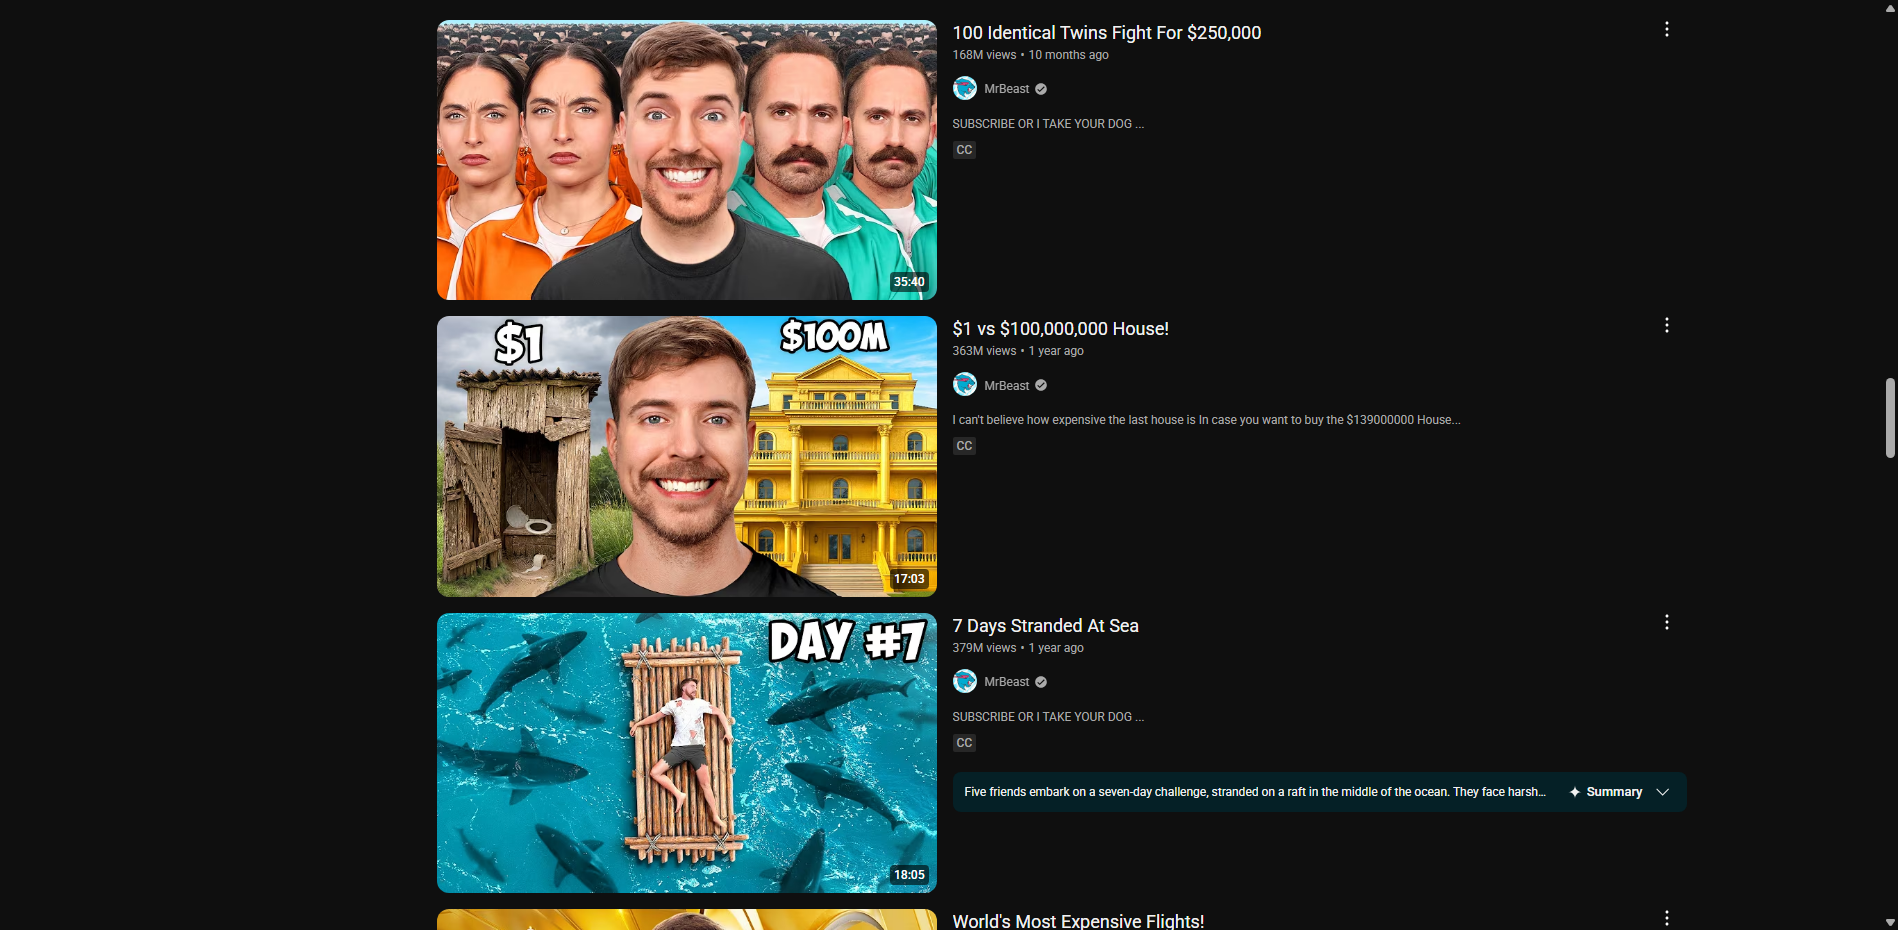 100 Identical Twins Fight For $250,000
168M views • 10 months ago
MrBeast
SUBSCRIBE OR I TAKE YOUR DOG ...
CC
35:40
$1
$100M
17:03
$1 vs $100,000,000 House!
363M views • 1 year ago
MrBeast
I can't believe how expensive the last house is In case you want to buy the $139000000 House...
CC
DAY #7
18:05
7 Days Stranded At Sea
379M views • 1 year ago
MrBeast
SUBSCRIBE OR I TAKE YOUR DOG ...
CC
Five friends embark on a seven-day challenge, stranded on a raft in the middle of the ocean. They face harsh... Summary
World's Most Expensive Flights!